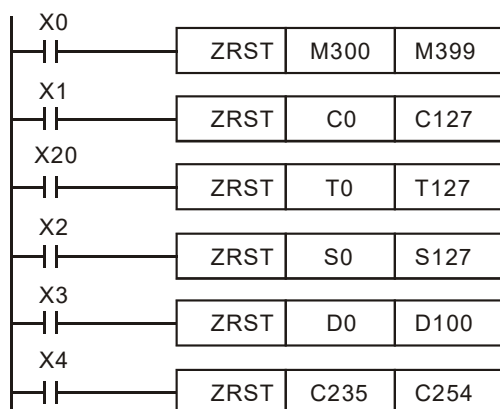 X0
ZRST M300 M399
X1
ZRST C0 C127
X20
ZRST T0 T127
X2
ZRST S0 S127
X3
ZRST D0 D100
X4
ZRST C235 C254